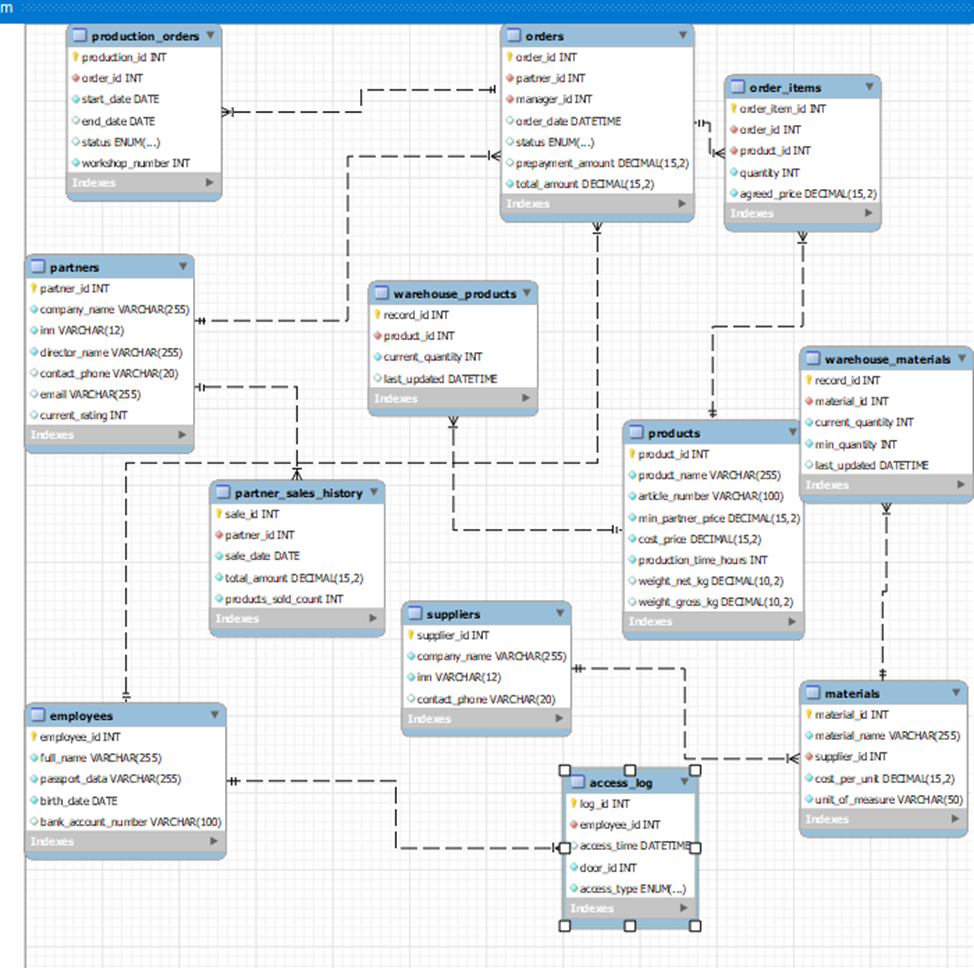 m
production_orders
production_id INT
order_id INT
start_date DATE
end_date DATE
status ENUM(...)
workshop_number INT
Indexes
orders
order_id INT
partner_id INT
manager_id INT
order_date DATETIME
status ENUM(...)
prepayment_amount DECIMAL(15,2)
total_amount DECIMAL(15,2)
Indexes
order_items
order_item_id INT
order_id INT
product_id INT
quantity INT
agreed_price DECIMAL(15,2)
Indexes
partners
partner_id INT
company_name VARCHAR(255)
inn VARCHAR(12)
director_name VARCHAR(255)
contact_phone VARCHAR(20)
email VARCHAR(255)
current_rating INT
Indexes
warehouse_products
record_id INT
product_id INT
current_quantity INT
last_updated DATETIME
Indexes
warehouse_materials
record_id INT
material_id INT
current_quantity INT
min_quantity INT
last_updated DATETIME
Indexes
products
product_id INT
product_name VARCHAR(255)
article_number VARCHAR(100)
min_partner_price DECIMAL(15,2)
cost_price DECIMAL(15,2)
production_time_hours INT
weight_net_kg DECIMAL(10,2)
weight_gross_kg DECIMAL(10,2)
Indexes
partner_sales_history
sale_id INT
partner_id INT
sale_date DATE
total_amount DECIMAL(15,2)
products_sold_count INT
Indexes
suppliers
supplier_id INT
company_name VARCHAR(255)
inn VARCHAR(12)
contact_phone VARCHAR(20)
Indexes
materials
material_id INT
material_name VARCHAR(255)
supplier_id INT
cost_per_unit DECIMAL(15,2)
unit_of_measure VARCHAR(50)
Indexes
employees
employee_id INT
full_name VARCHAR(255)
passport_data VARCHAR(255)
birth_date DATE
bank_account_number VARCHAR(100)
Indexes
access_log
log_id INT
employee_id INT
access_time DATETIME
door_id INT
access_type ENUM(...)
Indexes